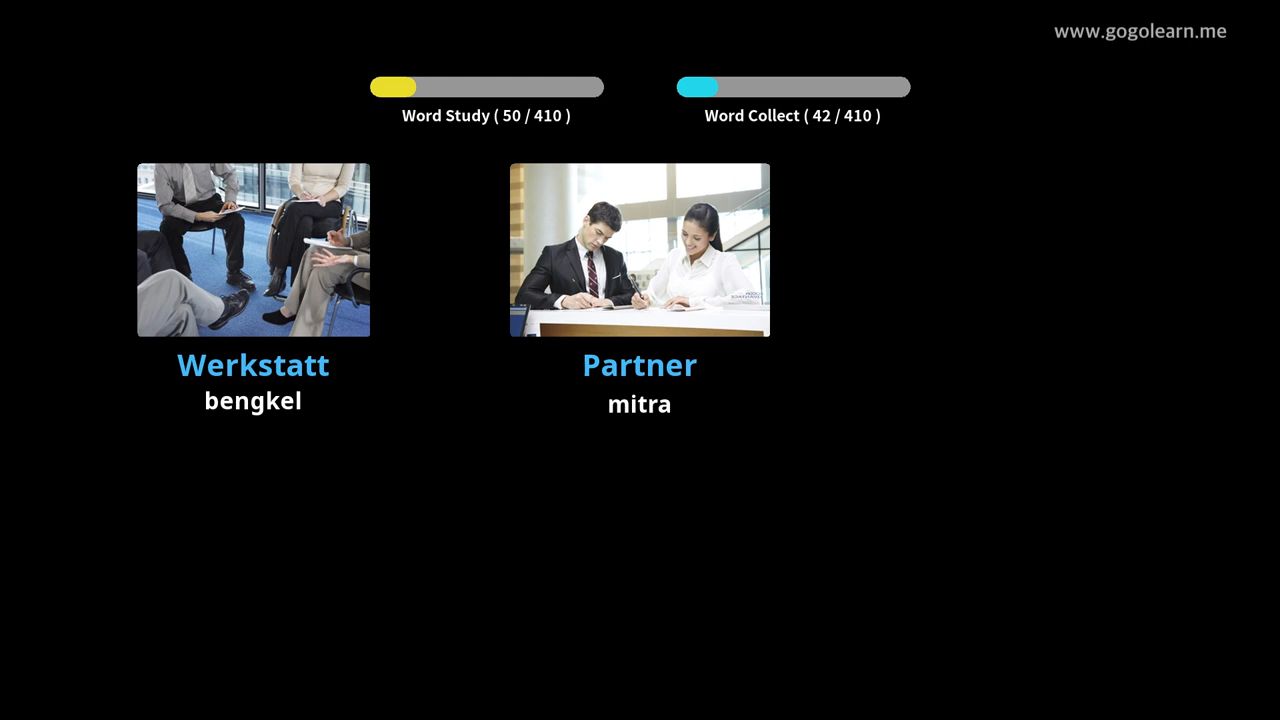 www.gogolearn.me
Word Study ( 50 / 410 )
Word Collect ( 42 / 410 )
Werkstatt
bengkel
Partner
mitra